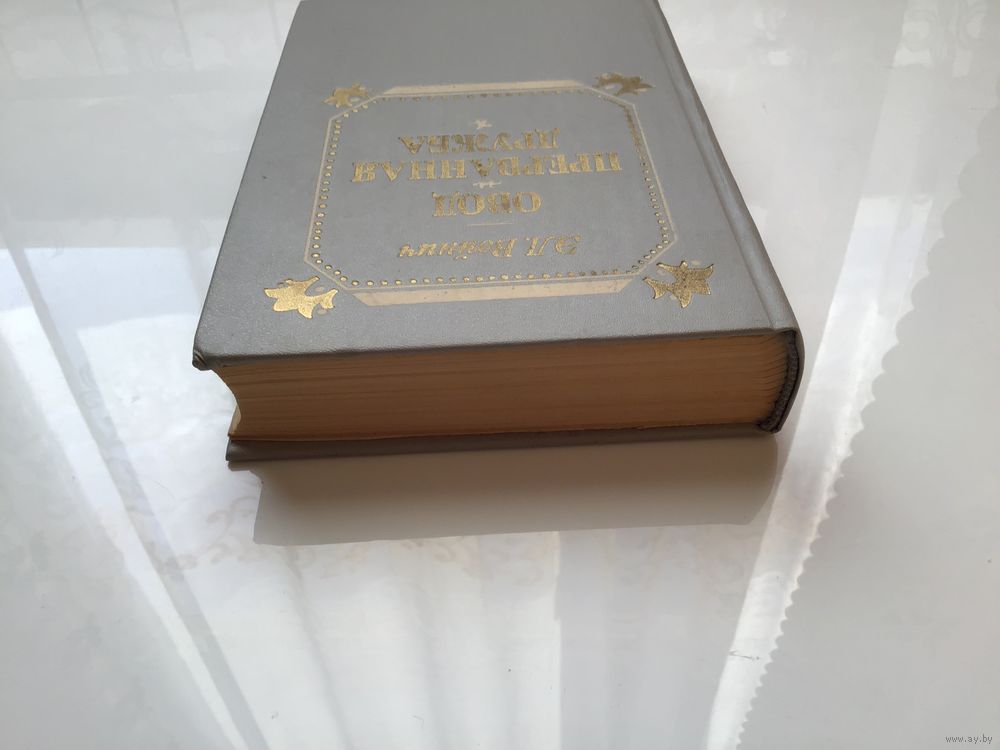 Э.Л. Войнич
ОВОД
и
ПРЕРВАННАЯ
ДРУЖБА
www.ay.by